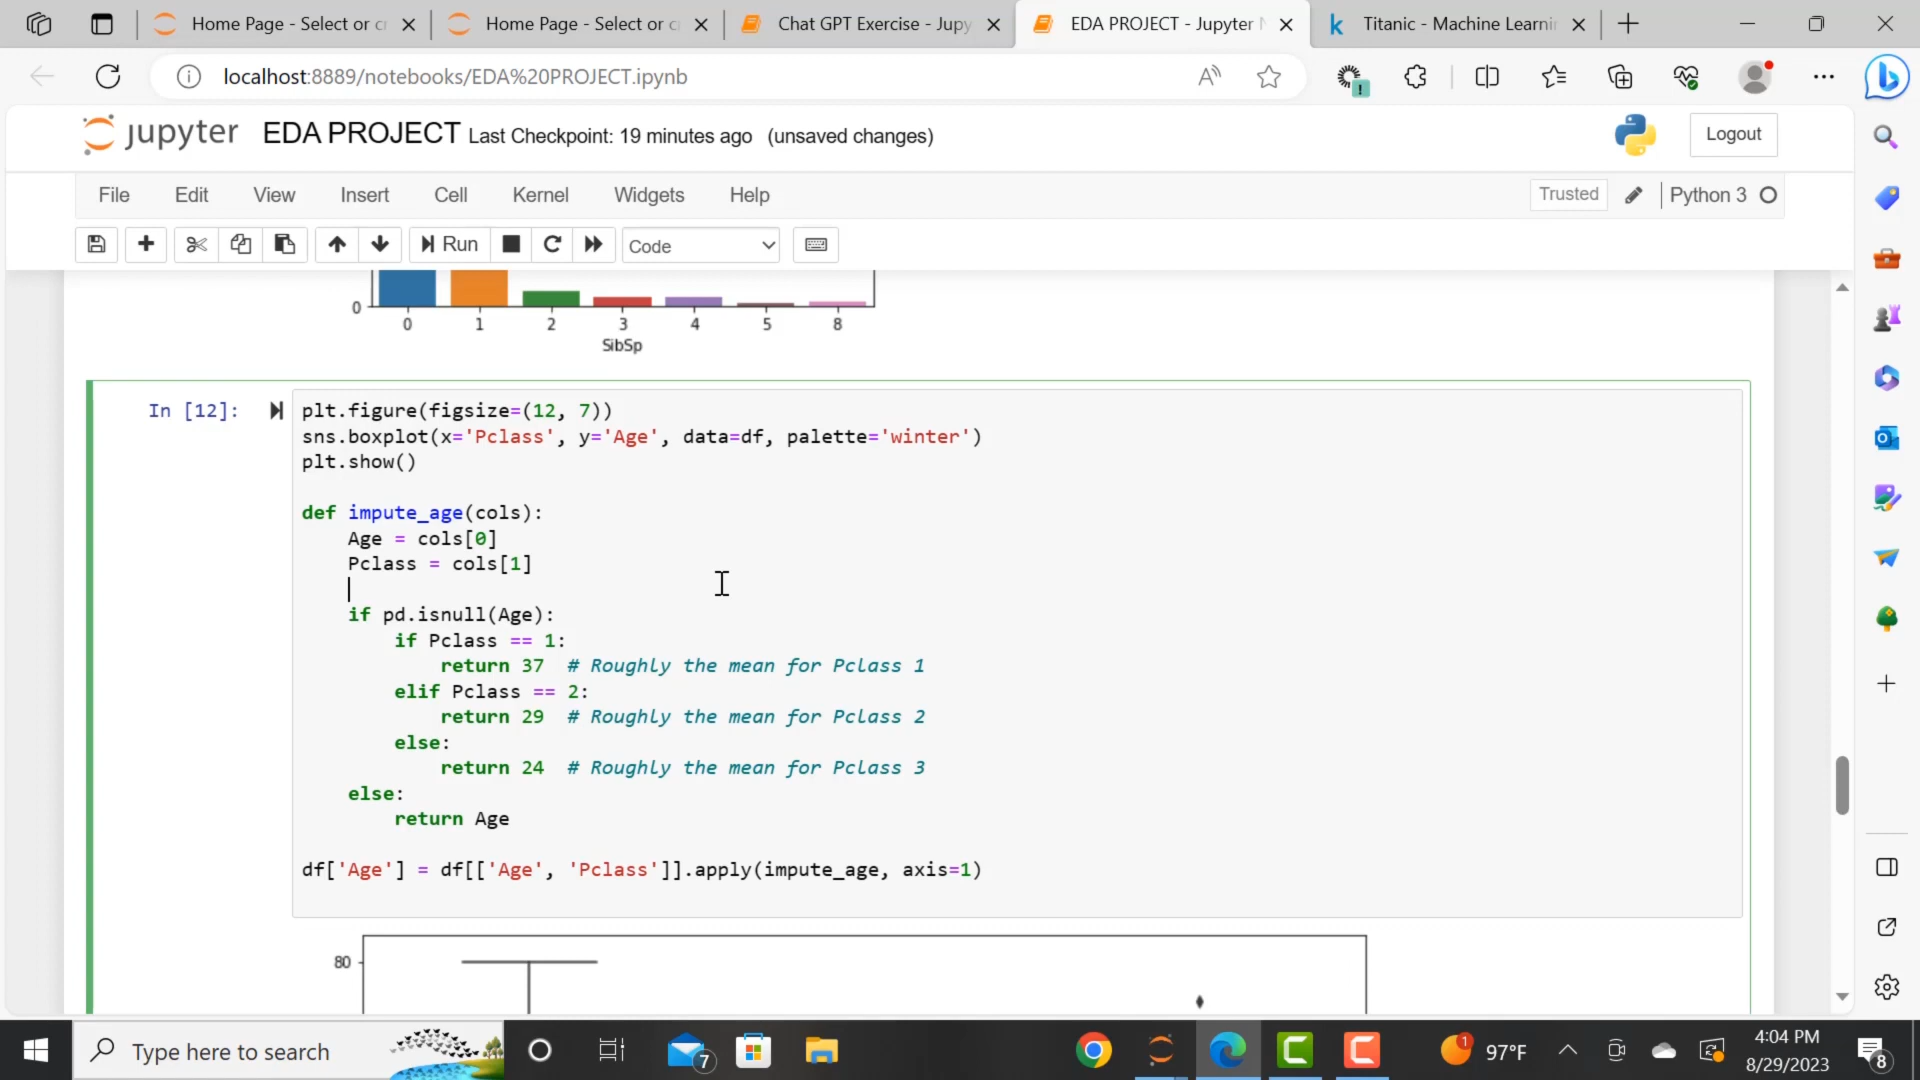 Home Page - Select or c
Home Page - Select or c
Chat GPT Exercise - Jupy
EDA PROJECT - Jupyter N
Titanic - Machine Learni
localhost:8889/notebooks/EDA%20PROJECT.ipynb
jupyter EDA PROJECT Last Checkpoint: 19 minutes ago (unsaved changes)
Logout
File Edit View Insert Cell Kernel Widgets Help
Trusted
Python 3
Run
Code
0
0 1 2 3 4 5 8
SibSp
In [12]:
plt.figure(figsize=(12, 7))
sns.boxplot(x='Pclass', y='Age', data=df, palette='winter')
plt.show()
def impute_age(cols):
Age = cols[0]
Pclass = cols[1]
if pd.isnull(Age):
if Pclass == 1:
return 37 # Roughly the mean for Pclass 1
elif Pclass == 2:
return 29 # Roughly the mean for Pclass 2
else:
return 24 # Roughly the mean for Pclass 3
else:
return Age
df['Age'] = df[['Age', 'Pclass']].apply(impute_age, axis=1)
80
Type here to search
7
1
97°F
4:04 PM
8/29/2023
8